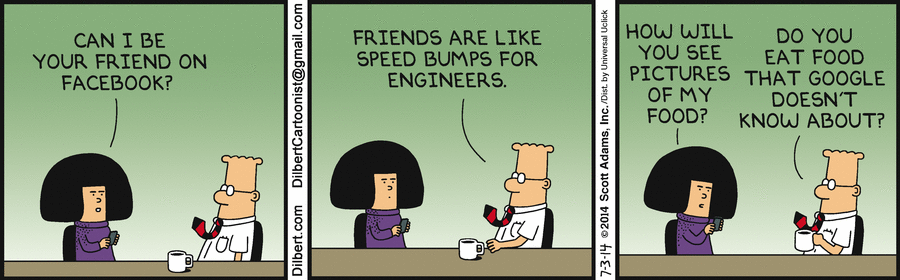 CAN I BE
YOUR FRIEND ON
FACEBOOK?
Dilbert.com DilbertCartoonist@gmail.com
FRIENDS ARE LIKE
SPEED BUMPS FOR
ENGINEERS.
7-3-14 ©2014 Scott Adams, Inc. /Dist. by Universal Uclick
HOW WILL
YOU SEE
PICTURES
OF MY
FOOD?
DO YOU
EAT FOOD
THAT GOOGLE
DOESN'T
KNOW ABOUT?